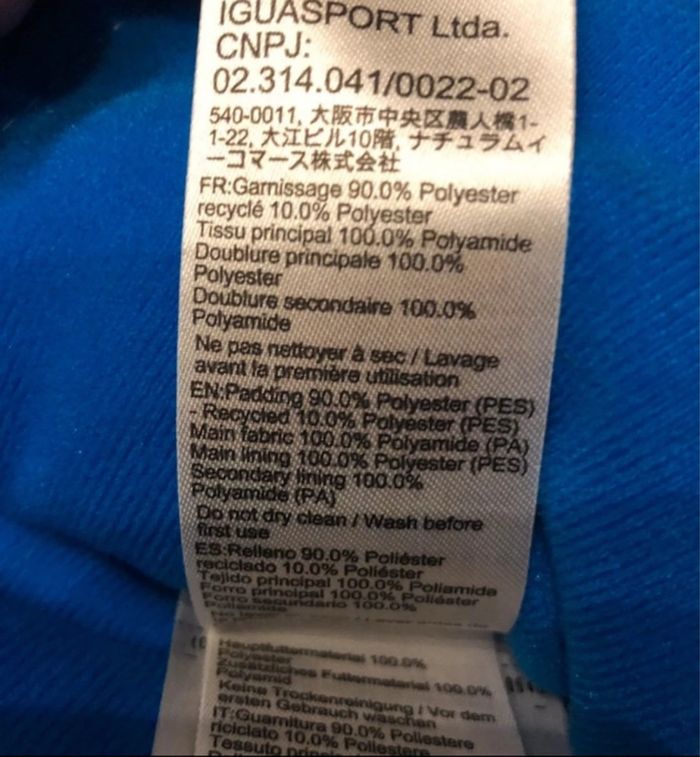 IGUASPORT Ltda.
CNPJ:
02.314.041/0022-02
540-0011, 大阪市中央区農人橋1-
1-22, 大江ビル10階, ナチュラムイ
ーコマース株式会社
FR:Garnissage 90.0% Polyester
recyclé 10.0% Polyester
Tissu principal 100.0% Polyamide
Doublure principale 100.0%
Polyester
Doublure secondaire 100.0%
Polyamide
Ne pas nettoyer à sec / Lavage
avant la première utilisation
EN:Padding 90.0% Polyester (PES)
- Recycled 10.0% Polyester (PES)
Main fabric 100.0% Polyamide (PA)
Main lining 100.0% Polyester (PES)
Secondary lining 100.0%
Polyamide (PA)
Do not dry clean / Wash before
first use
ES:Relleno 90.0% Poliéster
reciclado 10.0% Poliéster
Tejido principal 100.0% Poliamida
Forro principal 100.0% Poliéster
Forro secundario 100.0%
Poliamida
Hauptfuttermaterial 100.0%
Polyester
Zusätzliches Futtermaterial 100.0%
Polyamid
Keine Trockenreinigung / Vor dem
ersten Gebrauch waschen
IT:Guarnitura 90.0% Poliestere
riciclato 10.0% Poliestere
Tessuto